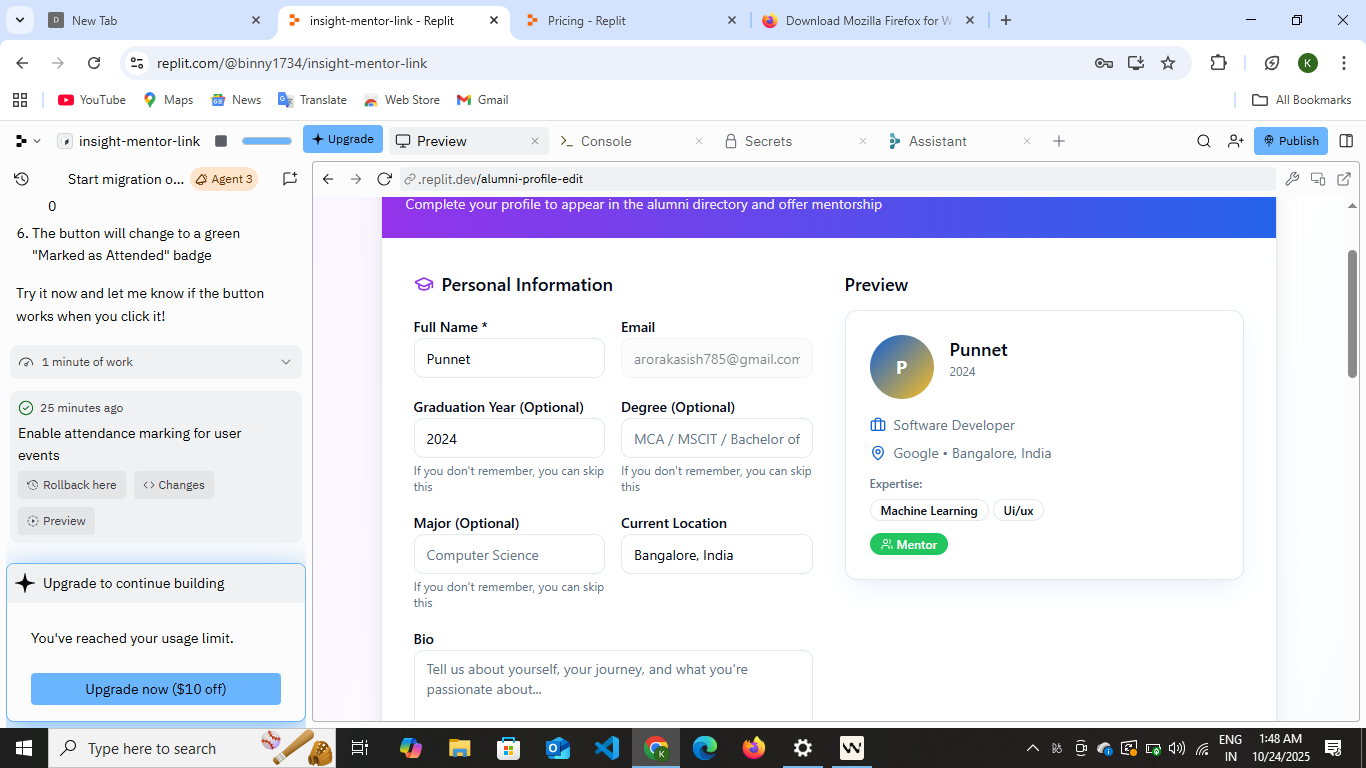 New Tab
insight-mentor-link - Replit
Pricing - Replit
Download Mozilla Firefox for W
replit.com/@binny1734/insight-mentor-link
K
YouTube
Maps
News
Translate
Web Store
Gmail
All Bookmarks
insight-mentor-link
Upgrade
Preview
Console
Secrets
Assistant
Publish
Start migration o...
Agent 3
.replit.dev/alumni-profile-edit
0
6. The button will change to a green
"Marked as Attended" badge
Try it now and let me know if the button
works when you click it!
1 minute of work
25 minutes ago
Enable attendance marking for user
events
Rollback here
Changes
Preview
Upgrade to continue building
You've reached your usage limit.
Upgrade now ($10 off)
Complete your profile to appear in the alumni directory and offer mentorship
Personal Information
Full Name *
Email
Punnet
arorakasish785@gmail.com
Graduation Year (Optional)
Degree (Optional)
2024
MCA / MSCIT / Bachelor of
If you don't remember, you can skip
this
If you don't remember, you can skip
this
Major (Optional)
Current Location
Computer Science
Bangalore, India
If you don't remember, you can skip
this
Bio
Tell us about yourself, your journey, and what you're
passionate about...
Preview
P
Punnet
2024
Software Developer
Google • Bangalore, India
Expertise:
Machine Learning
Ui/ux
Mentor
Type here to search
ENG
IN
1:48 AM
10/24/2025